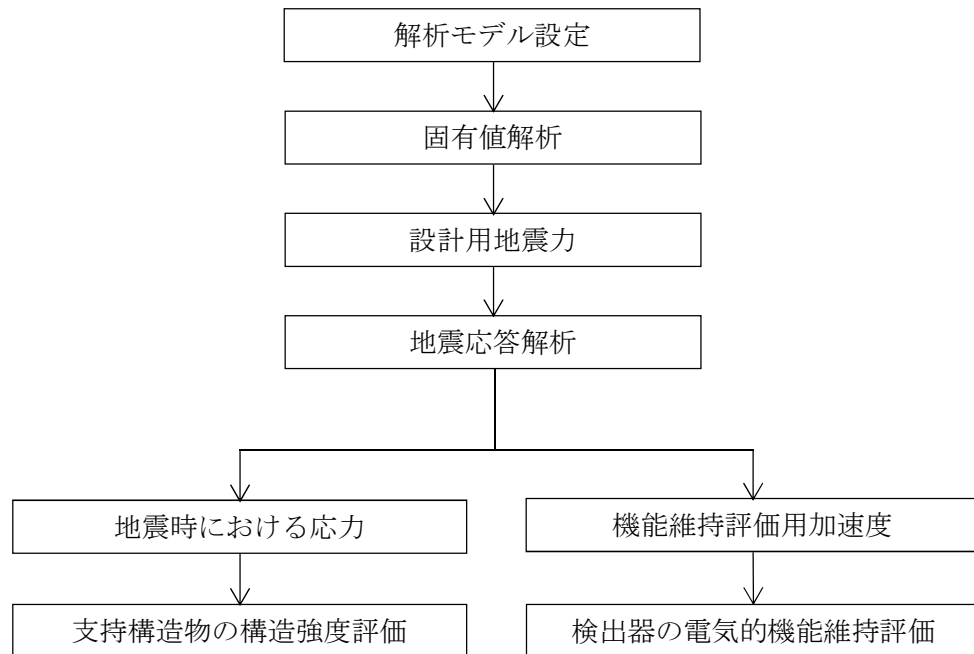 解析モデル設定
固有値解析
設計用地震力
地震応答解析
地震時における応力
機能維持評価用加速度
支持構造物の構造強度評価
検出器の電気的機能維持評価